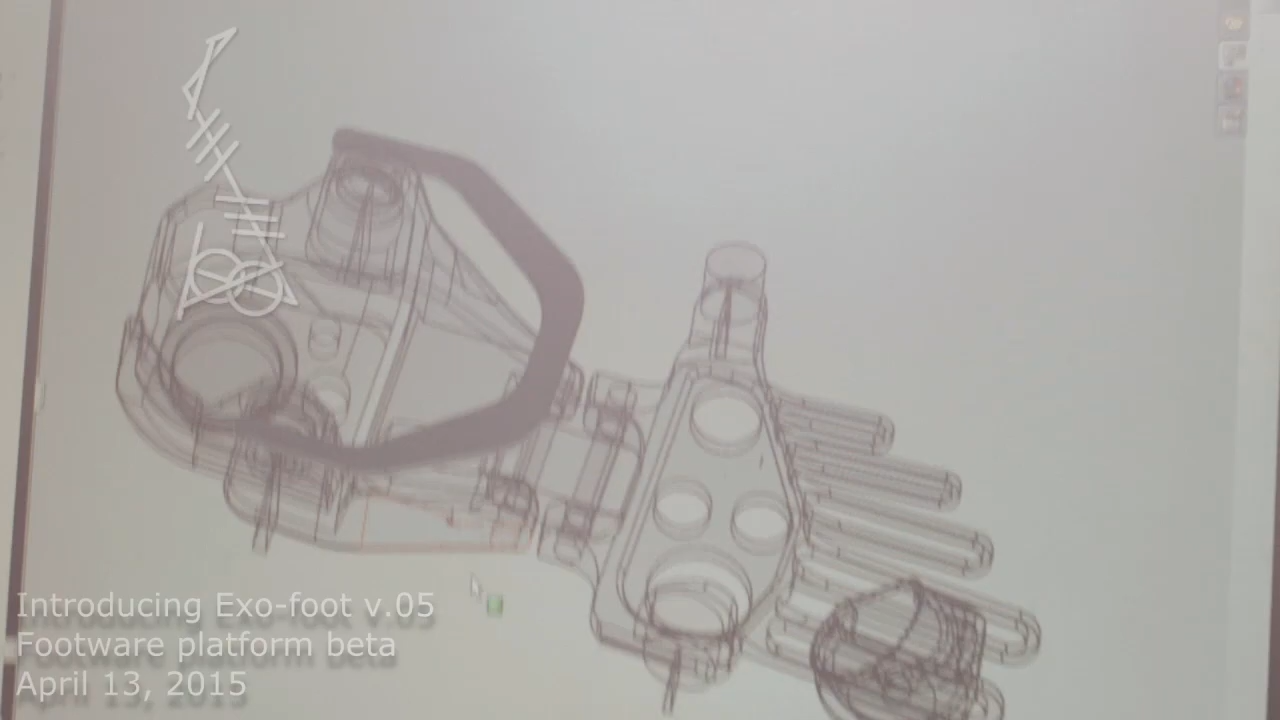 Introducing Exo-foot v.05
Footware platform beta
April 13, 2015